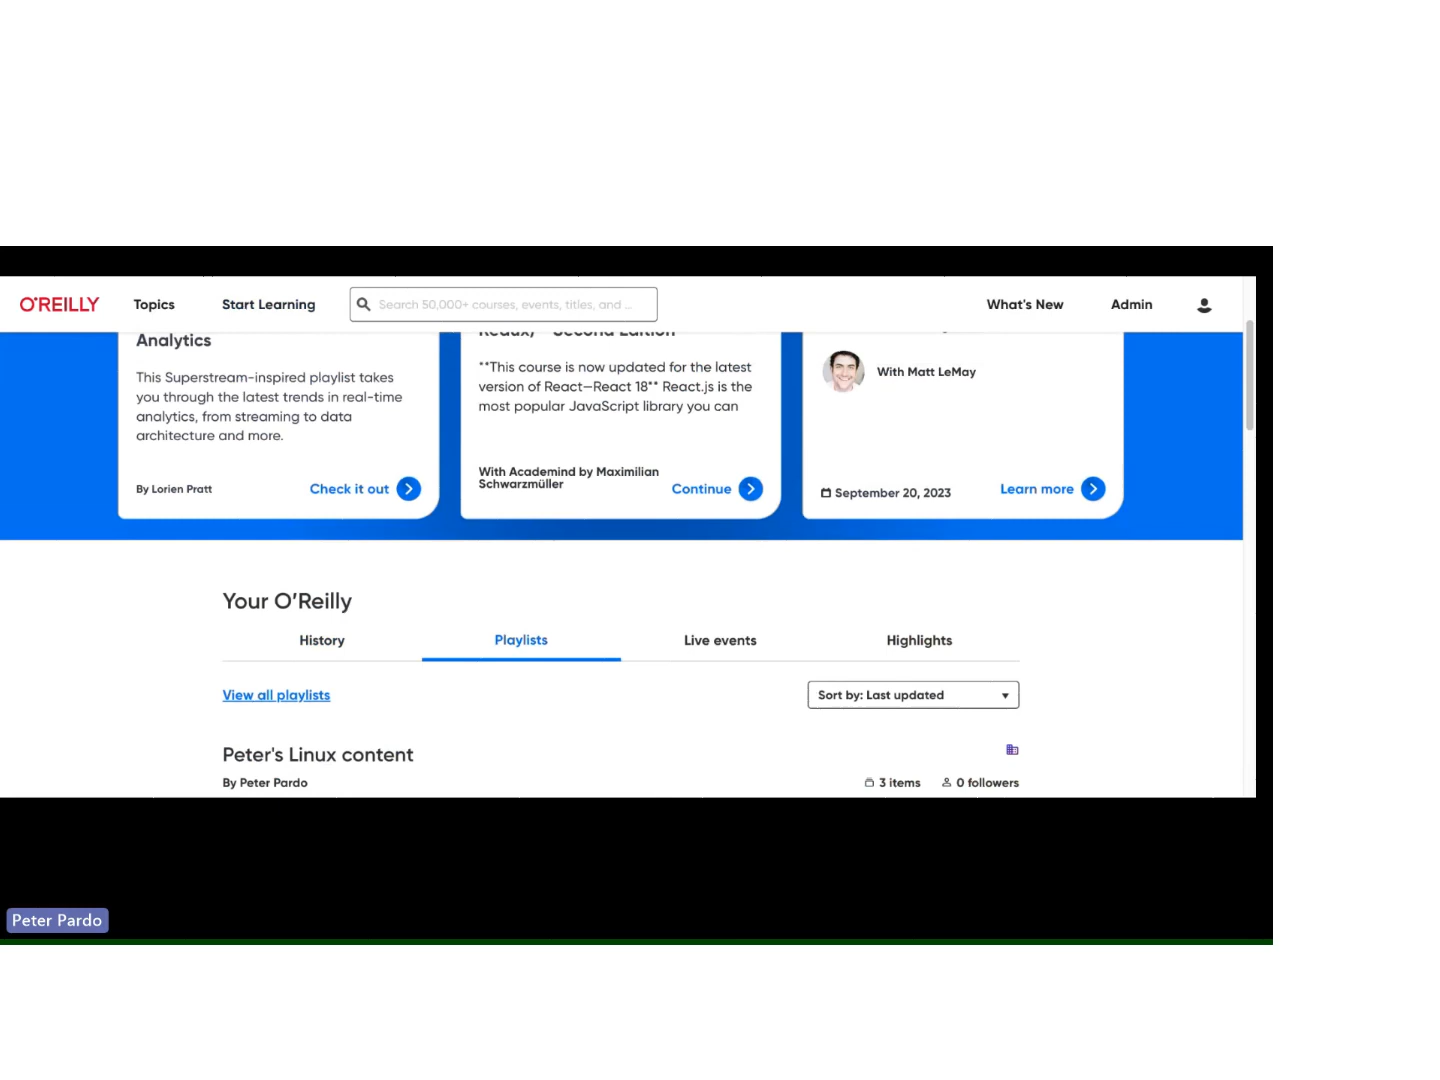 O'REILLY Topics Start Learning Search 50,000+ courses, events, titles, and ... What's New Admin
Analytics
This Superstream-inspired playlist takes
you through the latest trends in real-time
analytics, from streaming to data
architecture and more.
By Lorien Pratt Check it out
Redux) Second Edition
**This course is now updated for the latest
version of React—React 18** React.js is the
most popular JavaScript library you can
With Academind by Maximilian
Schwarzmüller Continue
With Matt LeMay
September 20, 2023 Learn more
Your O'Reilly
History Playlists Live events Highlights
View all playlists Sort by: Last updated
Peter's Linux content
By Peter Pardo 3 items 0 followers
Peter Pardo